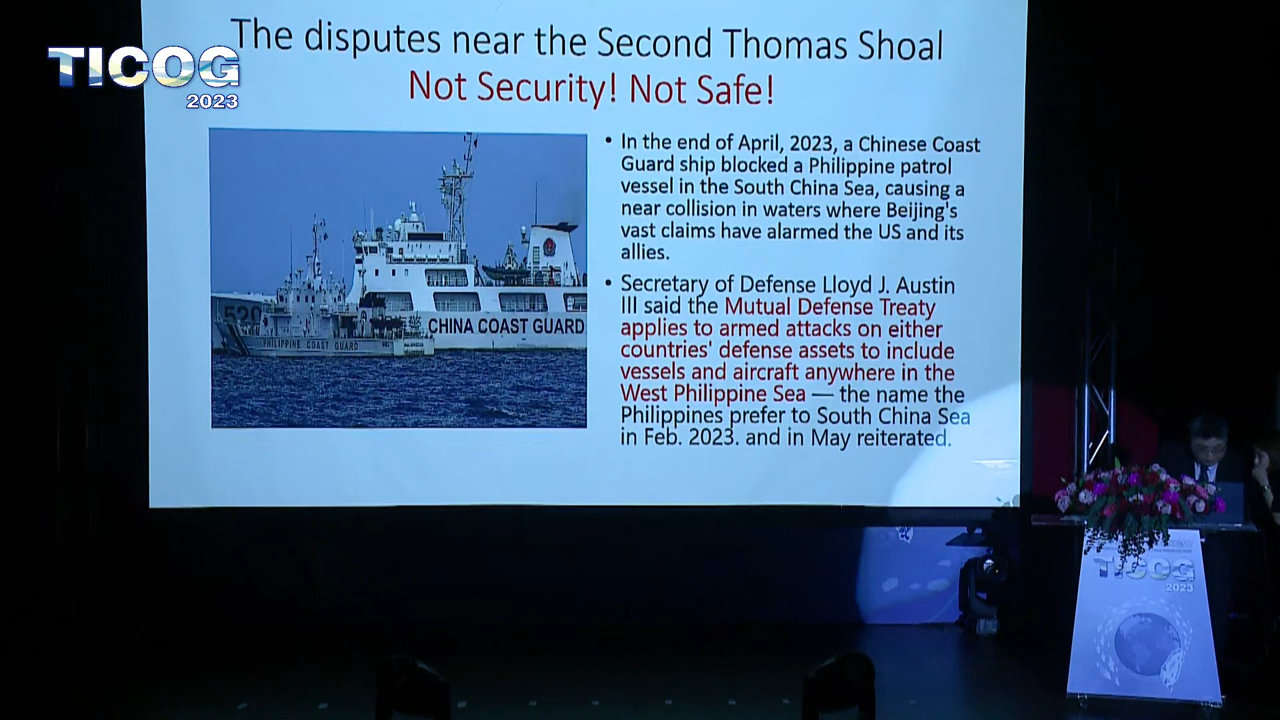 The disputes near the Second Thomas Shoal
Not Security! Not Safe!
TICOG
2023
• In the end of April, 2023, a Chinese Coast
Guard ship blocked a Philippine patrol
vessel in the South China Sea, causing a
near collision in waters where Beijing's
vast claims have alarmed the US and its
allies.
• Secretary of Defense Lloyd J. Austin
III said the Mutual Defense Treaty
applies to armed attacks on either
countries' defense assets to include
vessels and aircraft anywhere in the
West Philippine Sea — the name the
Philippines prefer to South China Sea
in Feb. 2023. and in May reiterated.
520
CHINA COAST GUARD
PHILIPPINE COAST GUARD
TICOG
2023